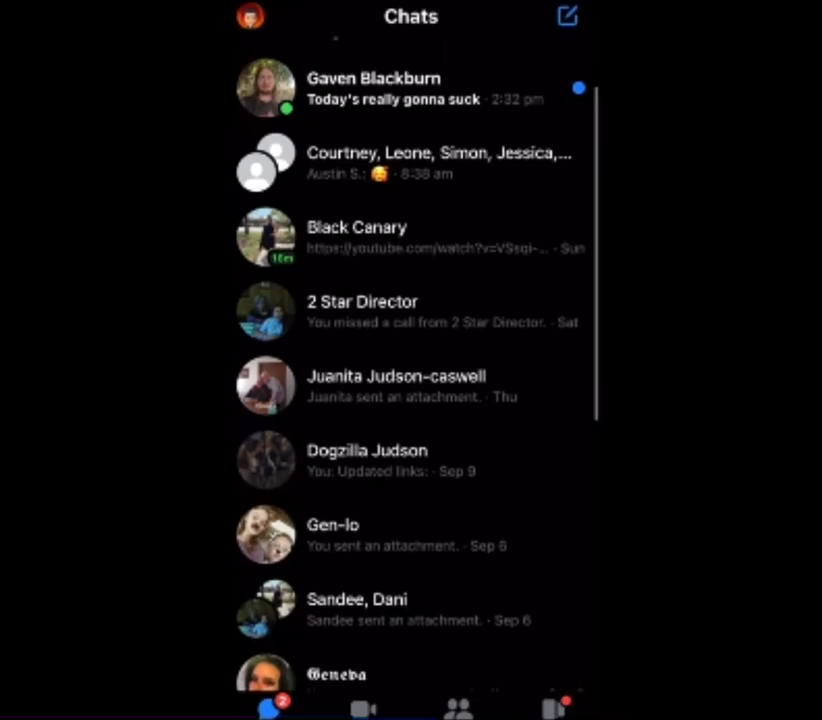 Chats
Gaven Blackburn
Today's really gonna suck · 2:32 pm
Courtney, Leone, Simon, Jessica,...
Austin S.: 🥰 · 8:38 am
Black Canary
https://youtube.com/watch?v=VSsqi-... · Sun
2 Star Director
You missed a call from 2 Star Director. · Sat
Juanita Judson-caswell
Juanita sent an attachment. · Thu
Dogzilla Judson
You: Updated links: · Sep 9
Gen-lo
You sent an attachment. · Sep 6
Sandee, Dani
Sandee sent an attachment. · Sep 6
𝕲𝖊𝖓𝖊𝖛𝖆
2